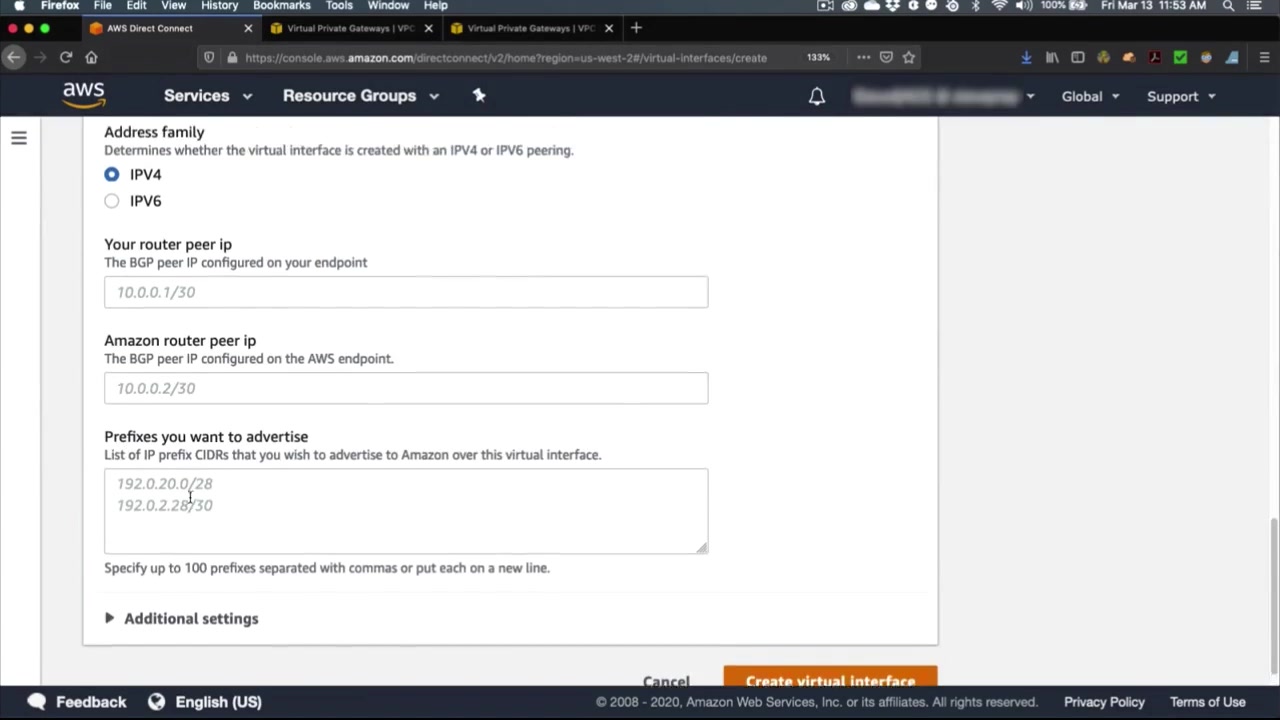 Firefox File Edit View History Bookmarks Tools Window Help 100% Fri Mar 13 11:53 AM
AWS Direct Connect Virtual Private Gateways | VPC Virtual Private Gateways | VPC
https://console.aws.amazon.com/directconnect/v2/home?region=us-west-2#/virtual-interfaces/create 133%
aws Services Resource Groups Global Support
Address family
Determines whether the virtual interface is created with an IPV4 or IPV6 peering.
IPV4
IPV6
Your router peer ip
The BGP peer IP configured on your endpoint
10.0.0.1/30
Amazon router peer ip
The BGP peer IP configured on the AWS endpoint.
10.0.0.2/30
Prefixes you want to advertise
List of IP prefix CIDRs that you wish to advertise to Amazon over this virtual interface.
192.0.20.0/28
192.0.2.28/30
Specify up to 100 prefixes separated with commas or put each on a new line.
Additional settings
Cancel Create virtual interface
Feedback English (US) © 2008 - 2020, Amazon Web Services, Inc. or its affiliates. All rights reserved. Privacy Policy Terms of Use